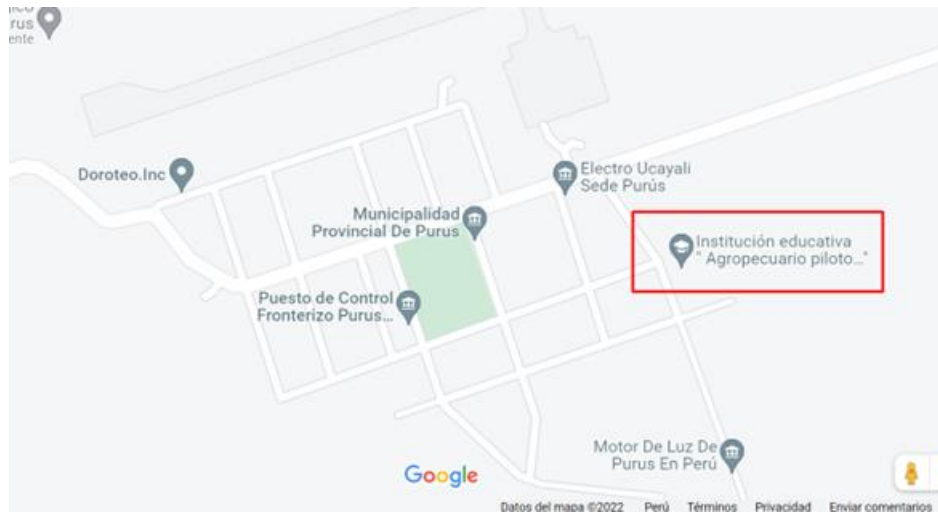 rus
ente
Doroteo.Inc
Electro Ucayali
Sede Purús
Municipalidad
Provincial De Purus
Institución educativa
" Agropecuario piloto..."
Puesto de Control
Fronterizo Purus...
Motor De Luz De
Purus En Perú
Google
Datos del mapa ©2022 Perú Términos Privacidad Enviar comentarios